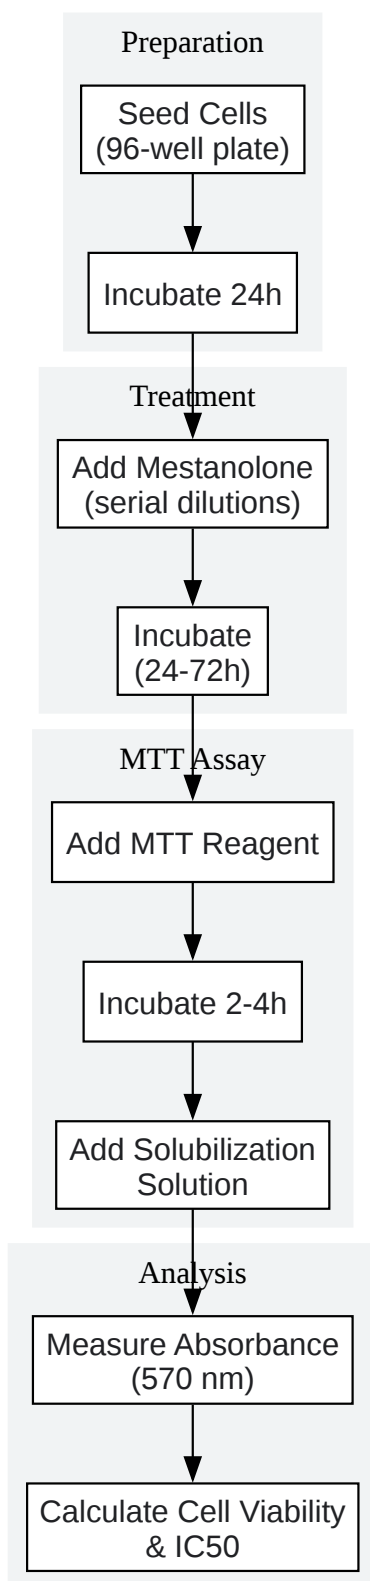 Preparation
Seed Cells
(96-well plate)
Incubate 24h
Treatment
Add Mestanolone
(serial dilutions)
Incubate
(24-72h)
MTT Assay
Add MTT Reagent
Incubate 2-4h
Add Solubilization
Solution
Analysis
Measure Absorbance
(570 nm)
Calculate Cell Viability
& IC50